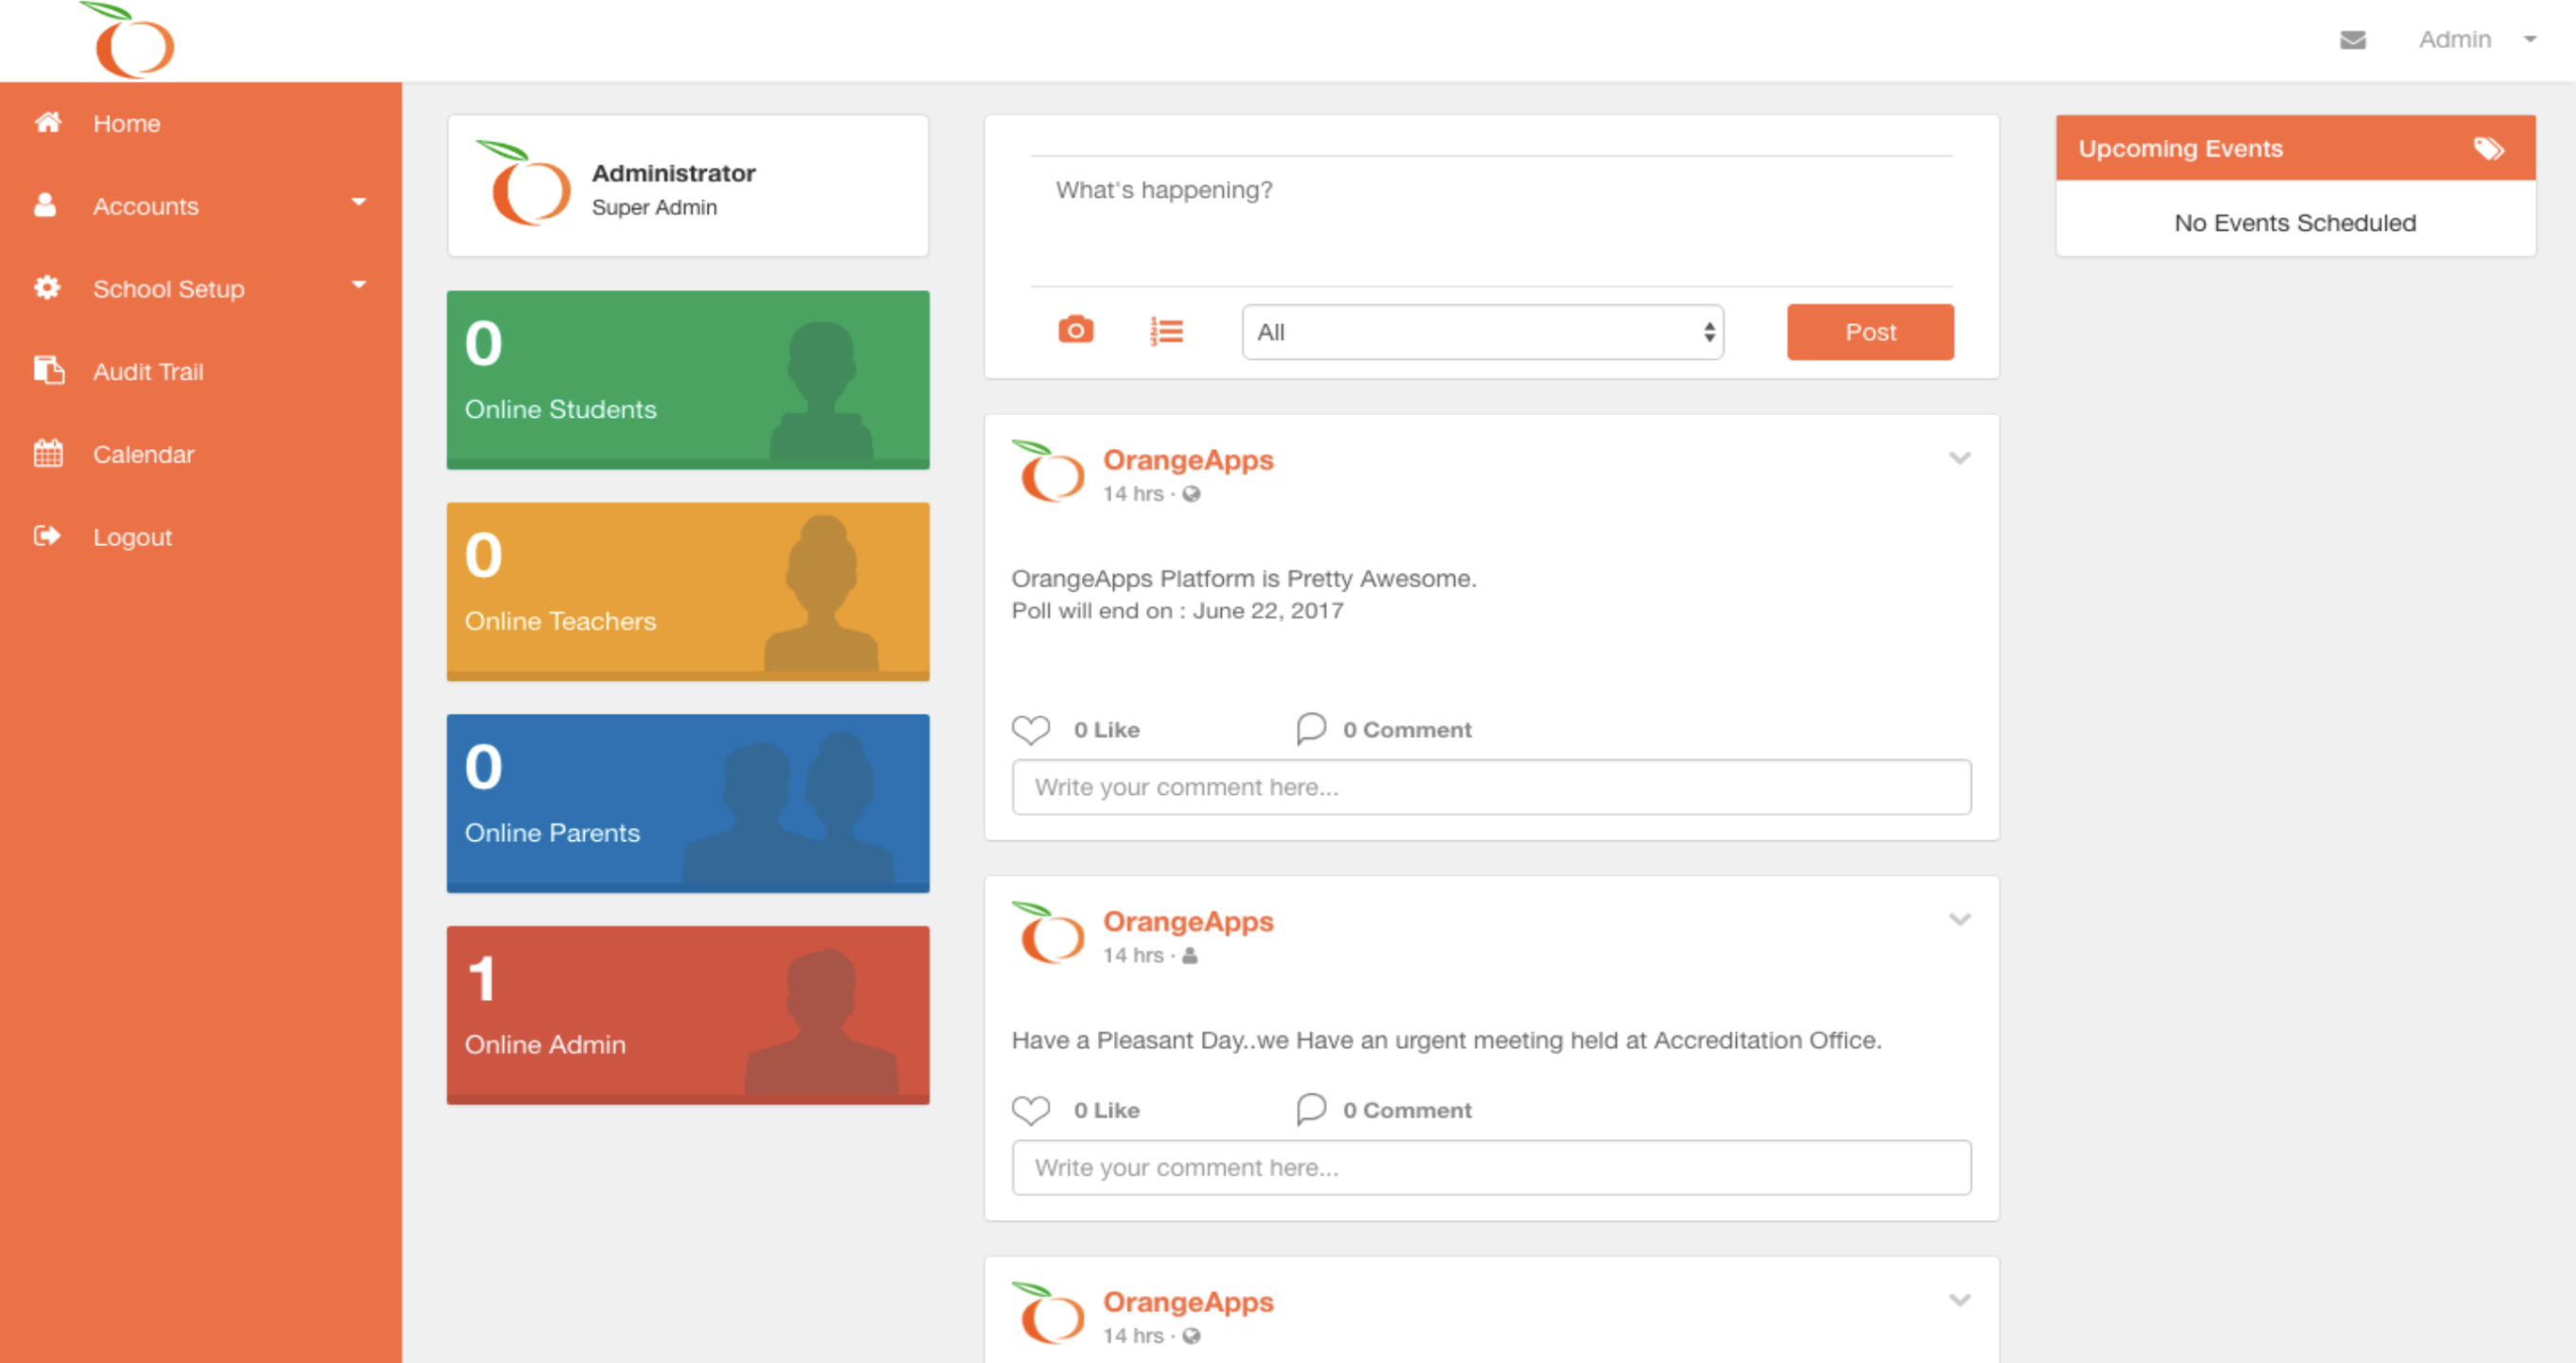 Admin
Home
Accounts
School Setup
Audit Trail
Calendar
Logout
Administrator
Super Admin
0
Online Students
0
Online Teachers
0
Online Parents
1
Online Admin
What's happening?
All
Post
OrangeApps
14 hrs ·
OrangeApps Platform is Pretty Awesome.
Poll will end on : June 22, 2017
0 Like 0 Comment
Write your comment here...
OrangeApps
14 hrs ·
Have a Pleasant Day..we Have an urgent meeting held at Accreditation Office.
0 Like 0 Comment
Write your comment here...
OrangeApps
14 hrs ·
Upcoming Events
No Events Scheduled